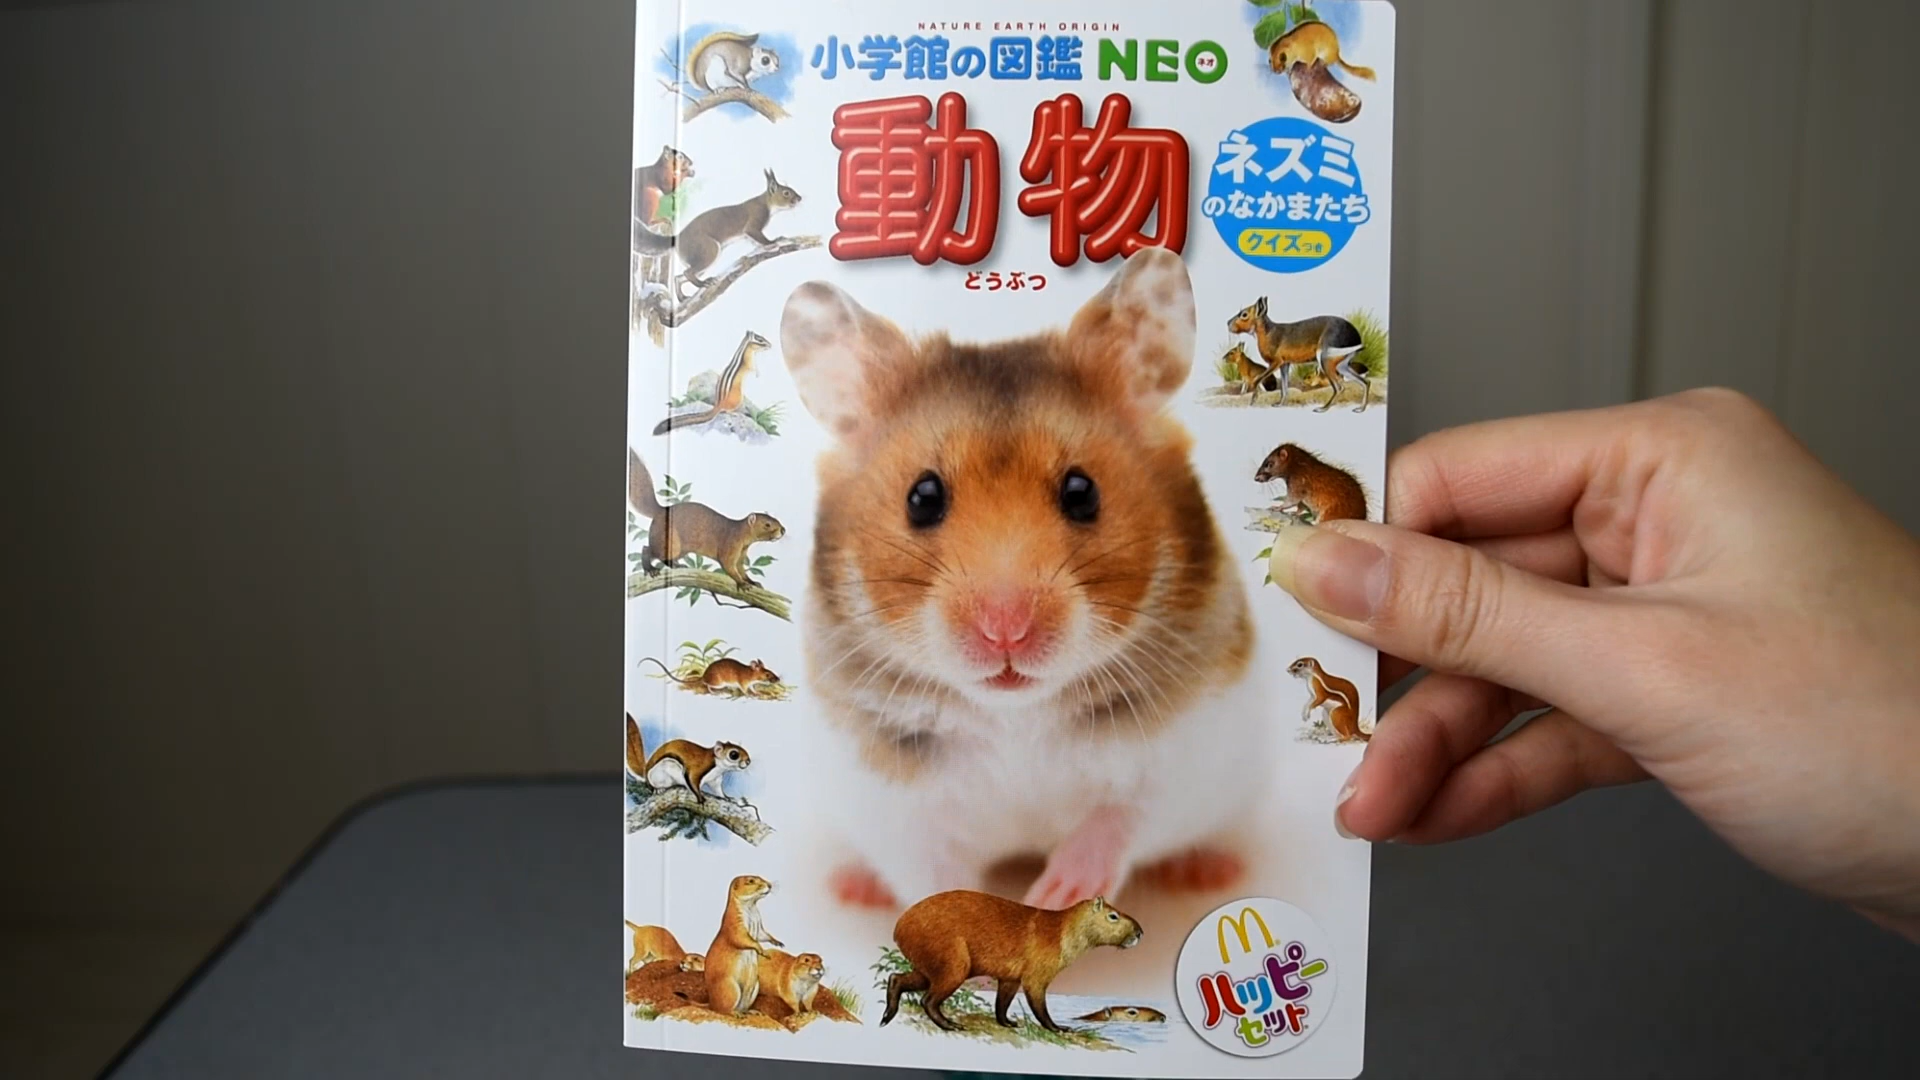 NATURE EARTH ORIGIN
小学館の図鑑 NEO
ネオ
動物
どうぶつ
ネズミ
のなかまたち
クイズつき
M
ハッピー
セット